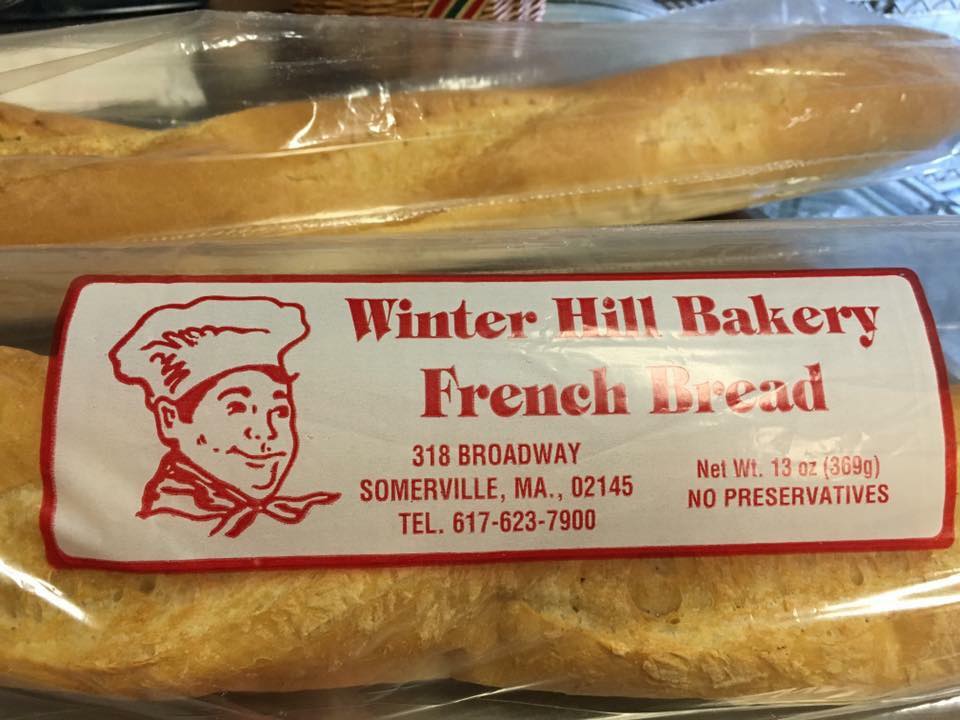 Winter Hill Bakery
French Bread
318 BROADWAY
SOMERVILLE, MA., 02145
TEL. 617-623-7900
Net Wt. 13 oz (369g)
NO PRESERVATIVES